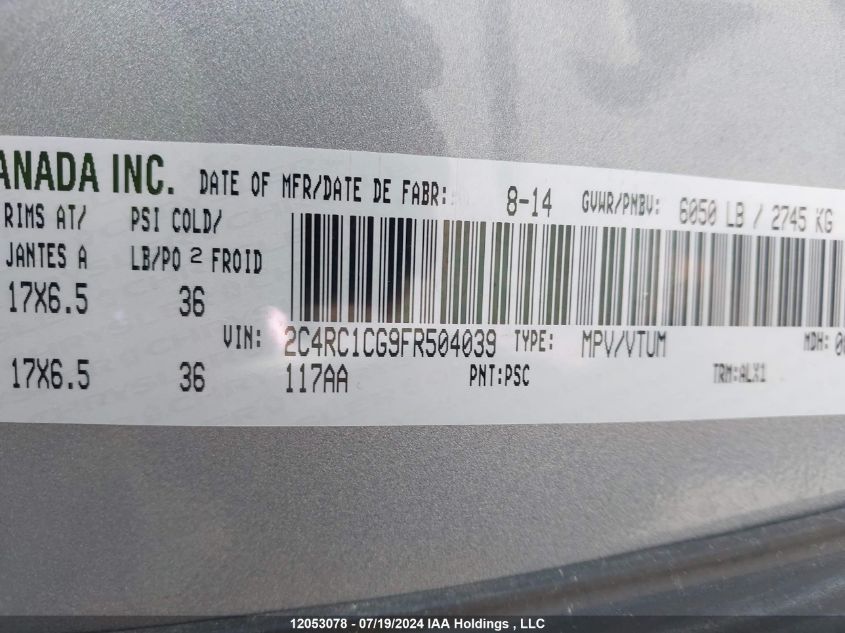 ANADA INC. DATE OF MFR/DATE DE FABR: 8-14 GVWR/PNBV: 6050 LB / 2745 KG
RIMS AT/ PSI COLD/
JANTES A LB/PO 2 FROID
17X6.5 36
VIN: 2C4RC1CG9FR504039 TYPE: MPV/VTUM MDH:
17X6.5 36 117AA PNT:PSC TRM:ALX1
12053078 - 07/19/2024 IAA Holdings , LLC